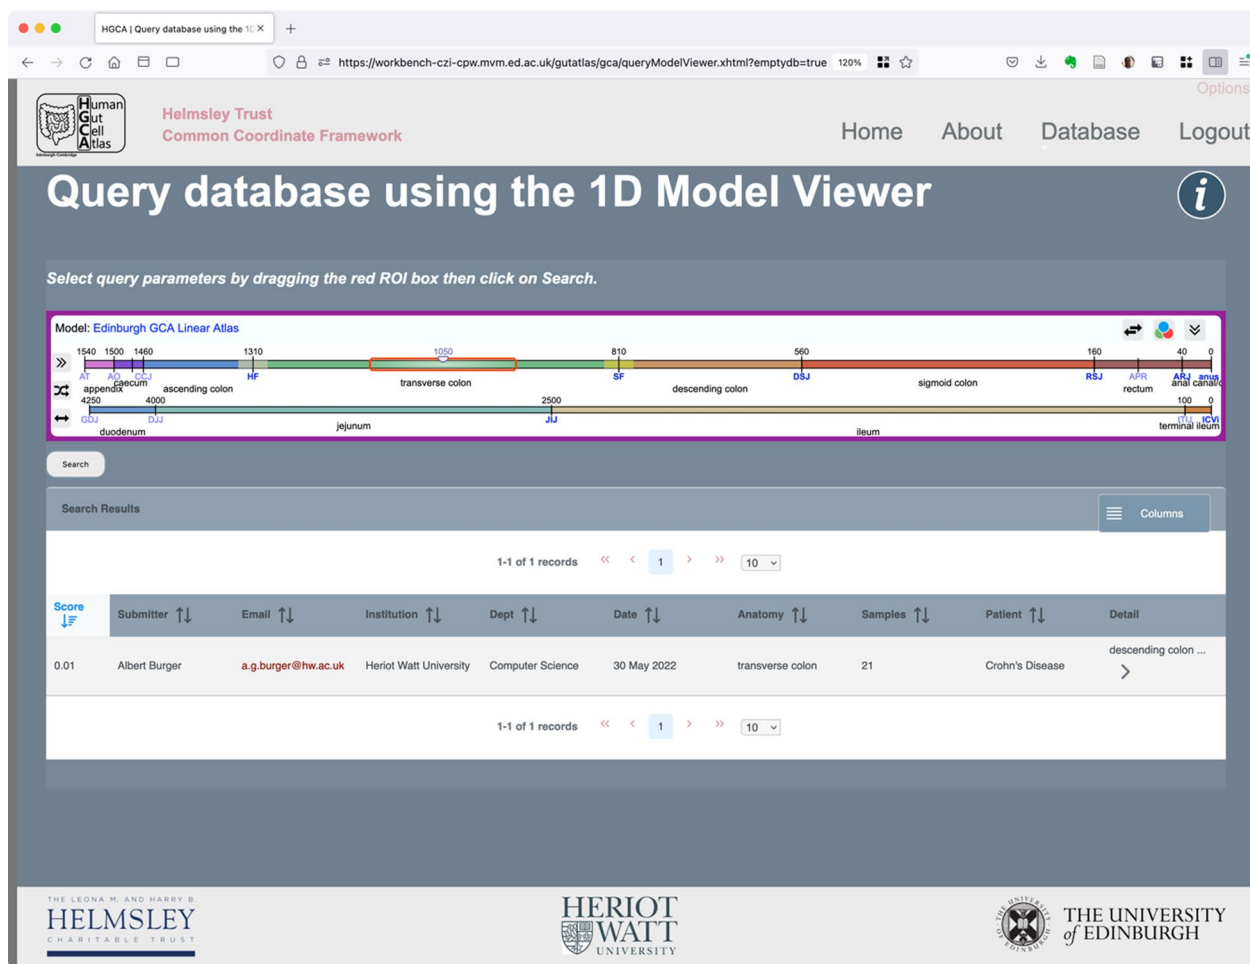 HGCA | Query database using the 1D
https://workbench-czi-cpw.mvm.ed.ac.uk/gutatlas/gca/queryModelViewer.xhtml?emptydb=true 120%
Options
Human
Gut
Cell
Atlas
Edinburgh-Cambridge
Helmsley Trust
Common Coordinate Framework
Home About Database Logout
Query database using the 1D Model Viewer
i
Select query parameters by dragging the red ROI box then click on Search.
Model: Edinburgh GCA Linear Atlas
1540 1500 1460 1310 1050 810 560 160 40 0
AT AO CCJ HF SF DSJ RSJ APR ARJ anus
appendix caecum ascending colon transverse colon descending colon sigmoid colon rectum anal canal/
4250 4000 2500 100 0
GDJ DJJ JIJ ITIJ ICVi
duodenum jejunum ileum terminal ileum
Search
Search Results
Columns
1-1 of 1 records 1 10
Score Submitter Email Institution Dept Date Anatomy Samples Patient Detail
0.01 Albert Burger a.g.burger@hw.ac.uk Heriot Watt University Computer Science 30 May 2022 transverse colon 21 Crohn's Disease descending colon ...
1-1 of 1 records 1 10
THE LEONA M. AND HARRY B.
HELMSLEY
CHARITABLE TRUST
HERIOT
WATT
UNIVERSITY
THE UNIVERSITY
of EDINBURGH